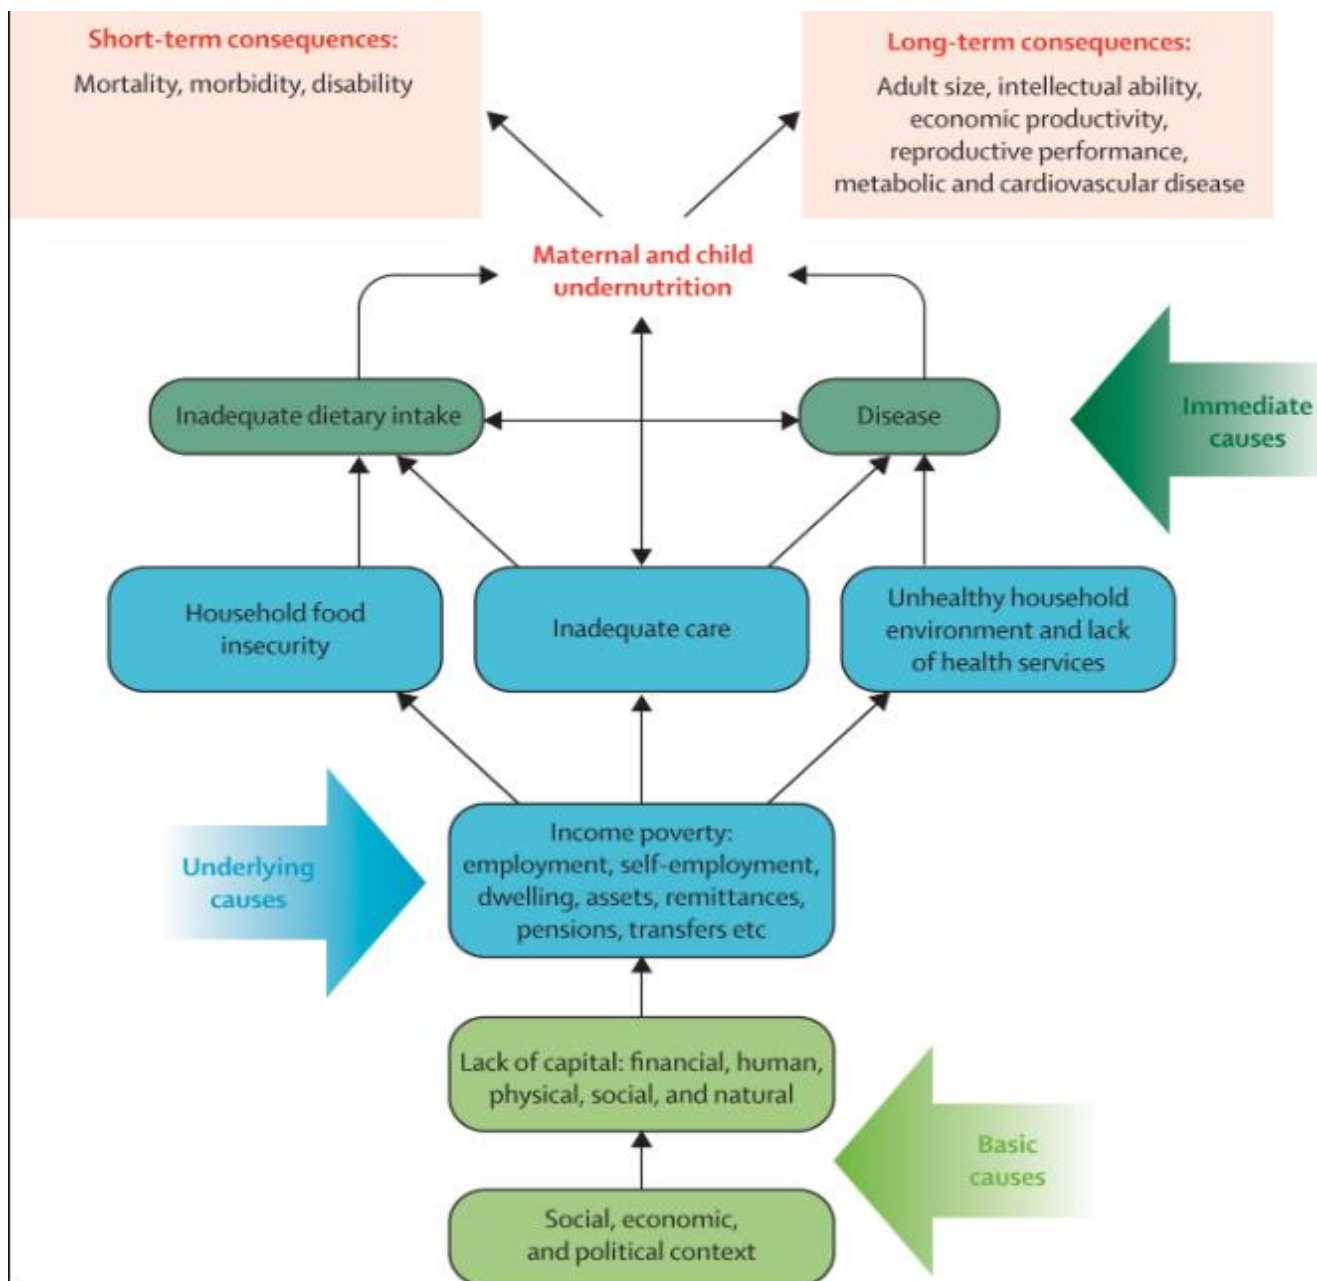 Short-term consequences:
Mortality, morbidity, disability
Long-term consequences:
Adult size, intellectual ability,
economic productivity,
reproductive performance,
metabolic and cardiovascular disease
Maternal and child
undernutrition
Inadequate dietary intake
Disease
Immediate
causes
Household food
insecurity
Inadequate care
Unhealthy household
environment and lack
of health services
Underlying
causes
Income poverty:
employment, self-employment,
dwelling, assets, remittances,
pensions, transfers etc
Lack of capital: financial, human,
physical, social, and natural
Basic
causes
Social, economic,
and political context